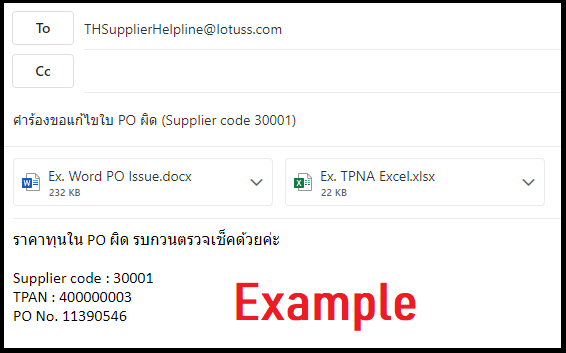 To
THSupplierHelpline@lotuss.com
Cc
คำร้องขอแก้ไขใบ PO ผิด (Supplier code 30001)
Ex. Word PO Issue.docx
232 KB
Ex. TPNA Excel.xlsx
22 KB
ราคาทุนใน PO ผิด รบกวนตรวจเช็คด้วยค่ะ
Supplier code : 30001
TPAN : 400000003
PO No. 11390546
Example